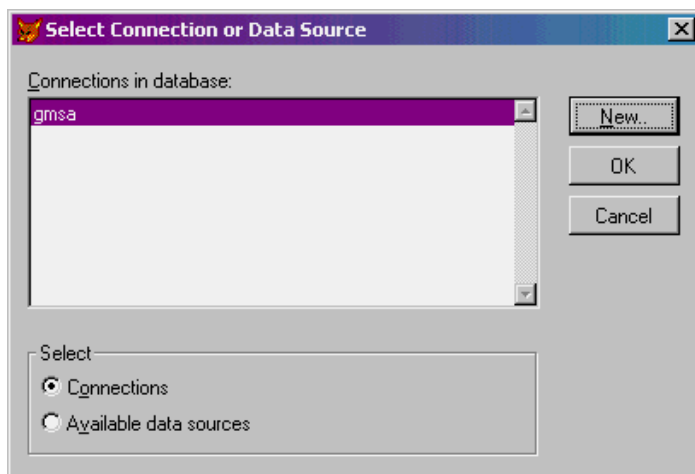 Select Connection or Data Source
Connections in database:
gmsa
New..
OK
Cancel
Select
Connections
Available data sources